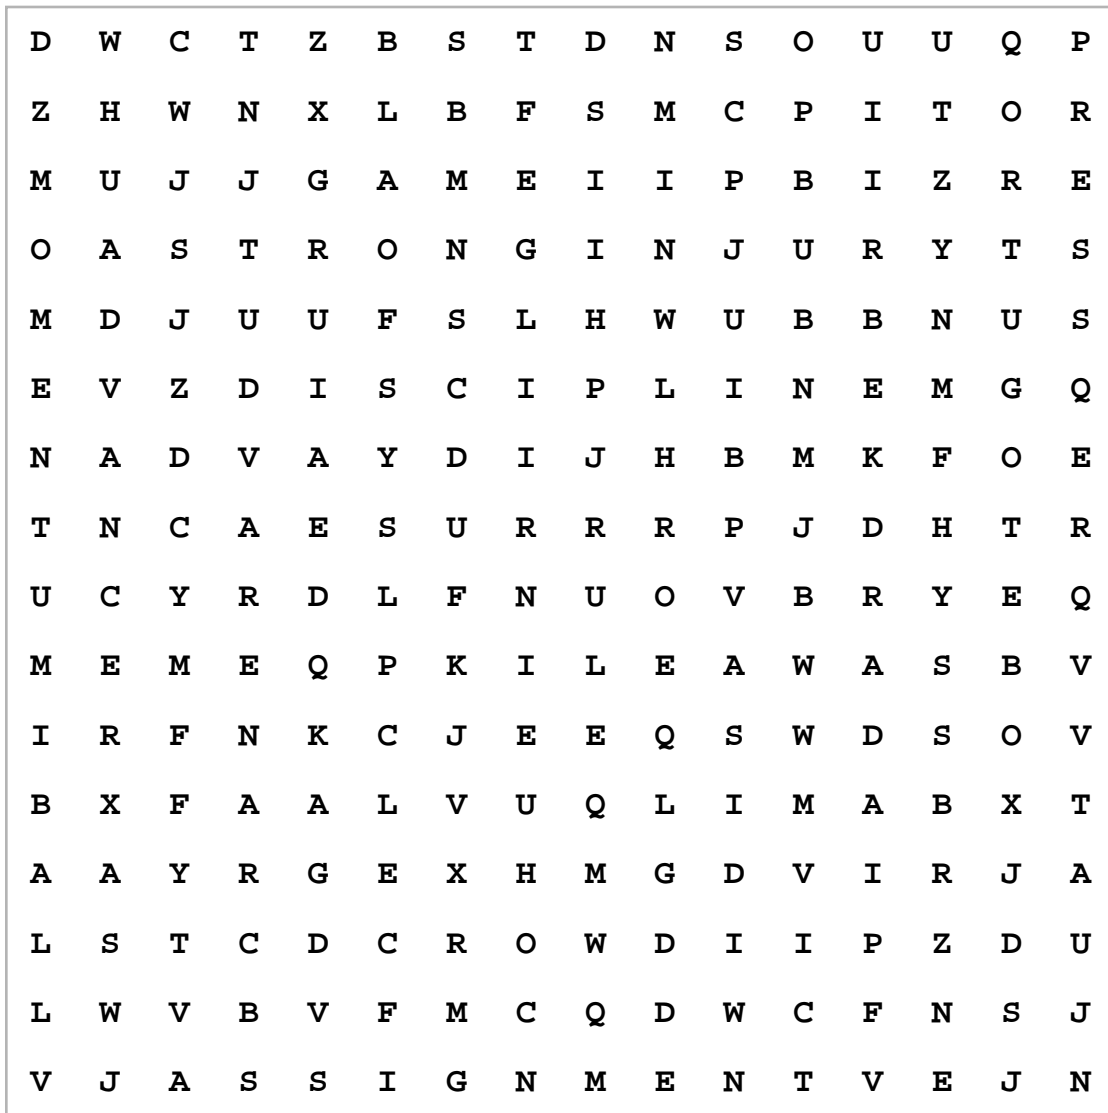 D W C T Z B S T D N S O U U Q P
Z H W N X L B F S M C P I T O R
M U J J G A M E I I P B I Z R E
O A S T R O N G I N J U R Y T S
M D J U U F S L H W U B B N U S
E V Z D I S C I P L I N E M G Q
N A D V A Y D I J H B M K F O E
T N C A E S U R R R P J D H T R
U C Y R D L F N U O V B R Y E Q
M E M E Q P K I L E A W A S B V
I R F N K C J E E Q S W D S O V
B X F A A L V U Q L I M A B X T
A A Y R G E X H M G D V I R J A
L S T C D C R O W D I I P Z D U
L W V B V F M C Q D W C F N S J
V J A S S I G N M E N T V E J N